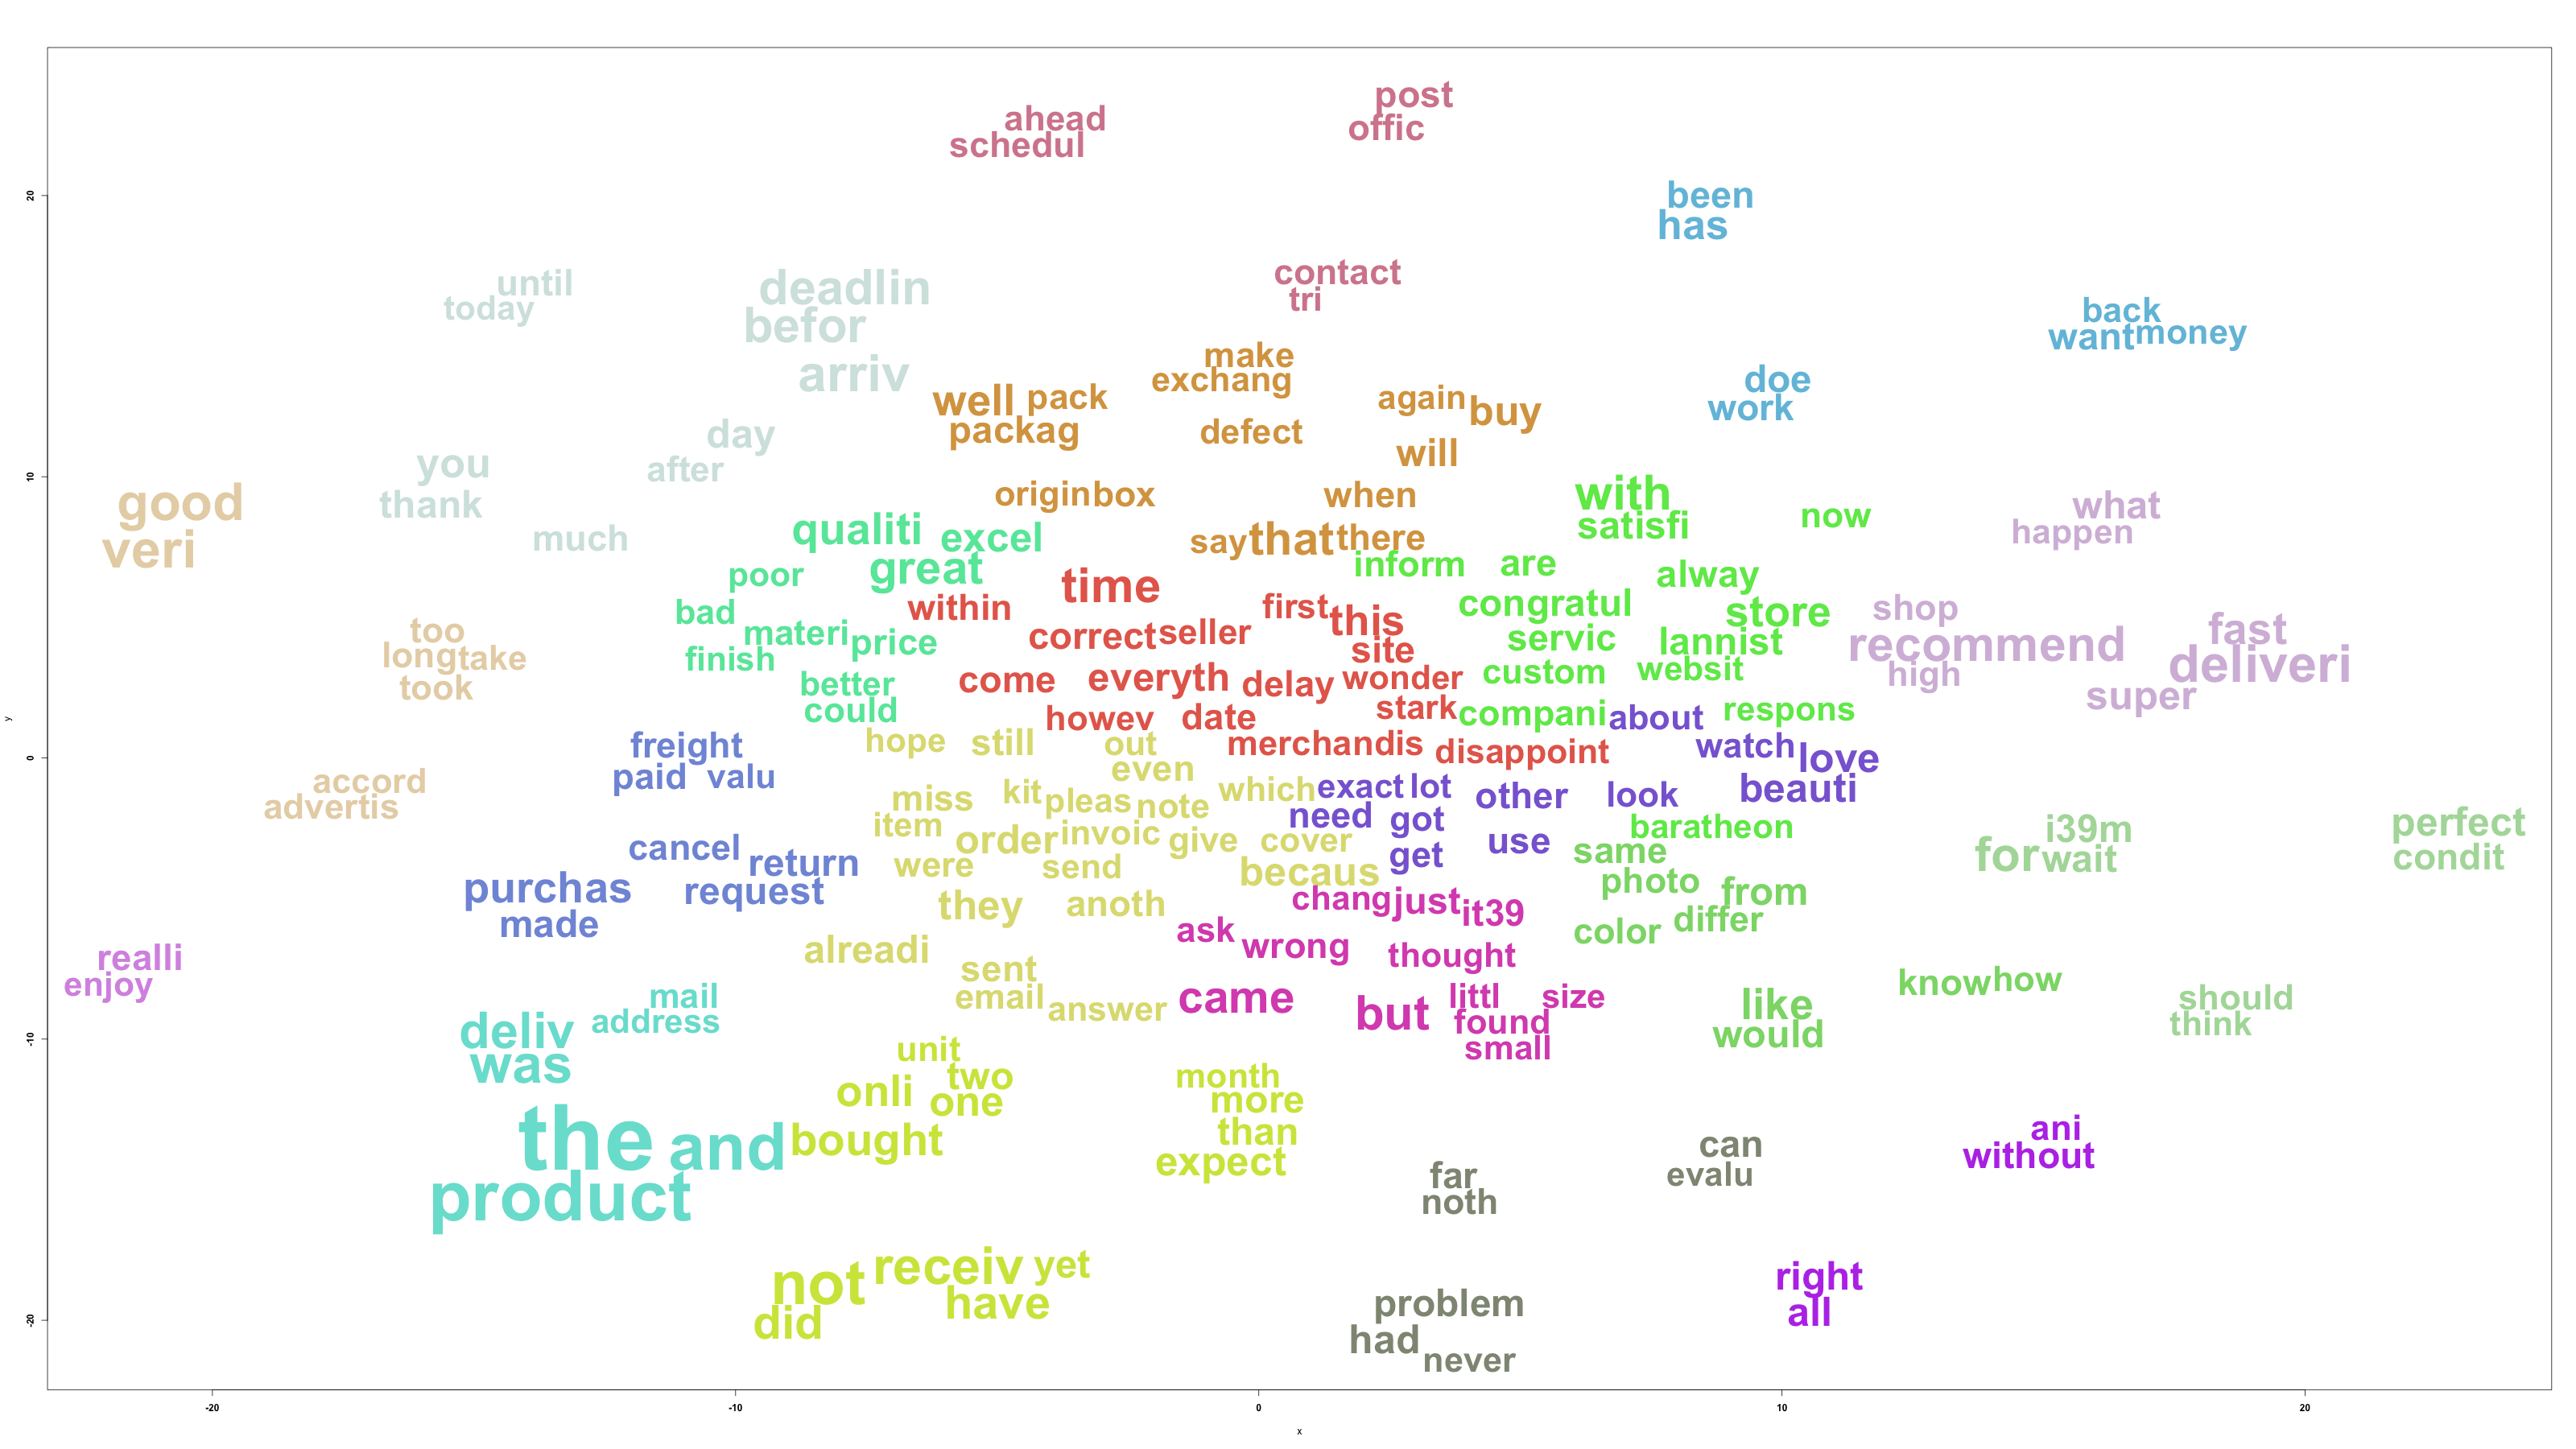 post
ahead
offic
schedul
been
20
has
contact
until
deadlin
tri
today
back
befor
want money
make
arriv
exchang
doe
well pack
again buy
work
packag
defect
day
will
you
after
10
good
origin box
when
with
thank
what
now
qualiti
satisfi
happen
much
excel
say that there
veri
great
inform
are
poor
alway
time
within
first
congratul
shop
bad
store
this
fast
too
materi
correct seller
servic
recommend
price
site
lannist
long take
deliveri
finish
come
everyth
wonder
custom
websit
high
took
better
delay
super
could
stark
compani
about
respons
howev
date
y
hope
still
out
merchandis
disappoint
freight
watch
love
0
even
paid valu
accord
which
exact lot
beauti
kit
miss
pleas
note
other
look
advertis
need
got
item
baratheon
i39m
perfect
order
invoic
give
cover
use
cancel
same
for
wait
condit
return
were
send
becaus
get
photo
purchas
request
from
they
anoth
chang just
it39
differ
made
ask
color
alreadi
wrong
thought
realli
sent
enjoy
know how
mail
email
answer
came
littl
size
should
address
but
found
like
think
deliv
would
-10
small
was
unit
two
month
onli
one
more
the and
bought
than
ani
can
expect
without
product
far
evalu
noth
receiv yet
not
right
have
problem
did
all
-20
had
never
-20
-10
0
10
20
x